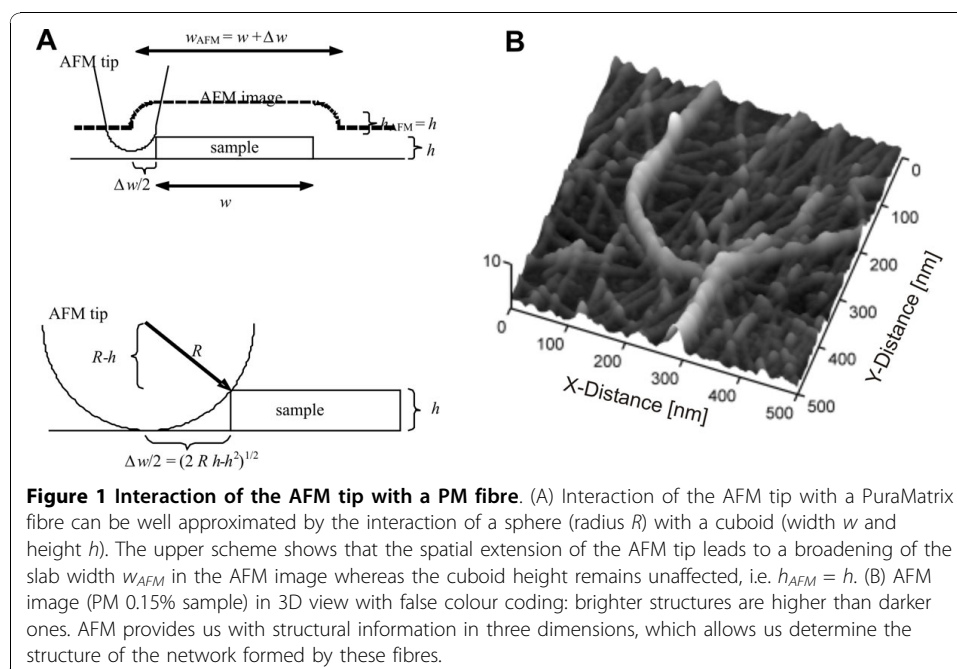 A
w_AFM = w + Δw
AFM tip
AFM image
h_AFM = h
sample
h
Δw/2
w
AFM tip
R-h
R
sample
h
Δw/2 = (2 R h-h²)^1/2
B
10
0
100
200
300
400
500
X-Distance [nm]
0
100
200
300
400
500
Y-Distance [nm]
Figure 1 Interaction of the AFM tip with a PM fibre. (A) Interaction of the AFM tip with a PuraMatrix
fibre can be well approximated by the interaction of a sphere (radius R) with a cuboid (width w and
height h). The upper scheme shows that the spatial extension of the AFM tip leads to a broadening of the
slab width w_AFM in the AFM image whereas the cuboid height remains unaffected, i.e. h_AFM = h. (B) AFM
image (PM 0.15% sample) in 3D view with false colour coding: brighter structures are higher than darker
ones. AFM provides us with structural information in three dimensions, which allows us determine the
structure of the network formed by these fibres.